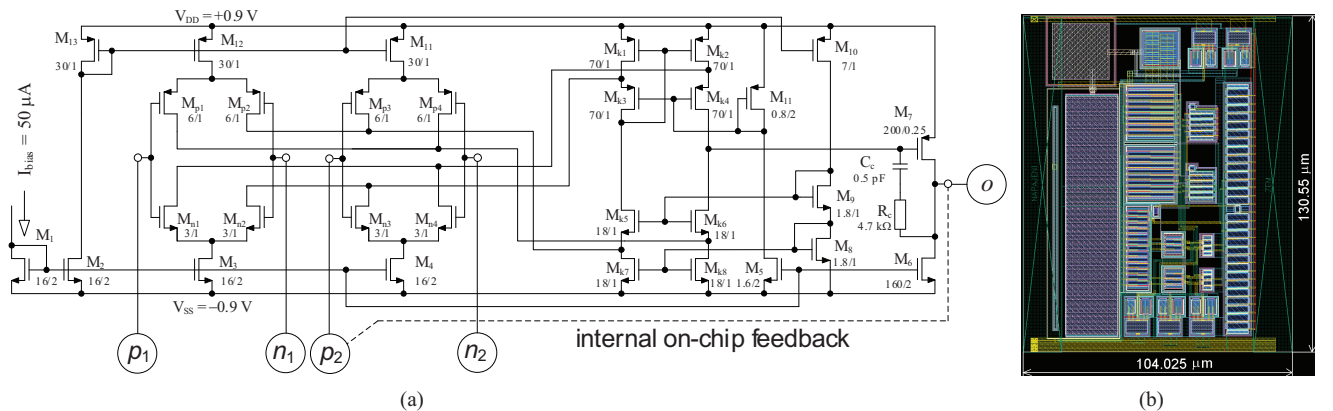 V_DD = +0.9 V
M13
30/1
M12
30/1
M11
30/1
Mk1
70/1
Mk2
70/1
M10
7/1
Mp1
6/1
Mp2
6/1
Mp3
6/1
Mp4
6/1
Mk3
70/1
Mk4
70/1
M11
0.8/2
M7
200/0.25
I_bias = 50 μA
Cc
0.5 pF
Rc
4.7 kΩ
o
Mn1
3/1
Mn2
3/1
Mn3
3/1
Mn4
3/1
Mk5
18/1
Mk6
18/1
M9
1.8/1
M8
1.8/1
M1
16/2
M2
16/2
M3
16/2
M4
16/2
Mk7
18/1
Mk8
18/1
M5
1.6/2
M6
160/2
V_SS = −0.9 V
p1
n1
p2
n2
internal on-chip feedback
(a)
130.55 μm
104.025 μm
(b)